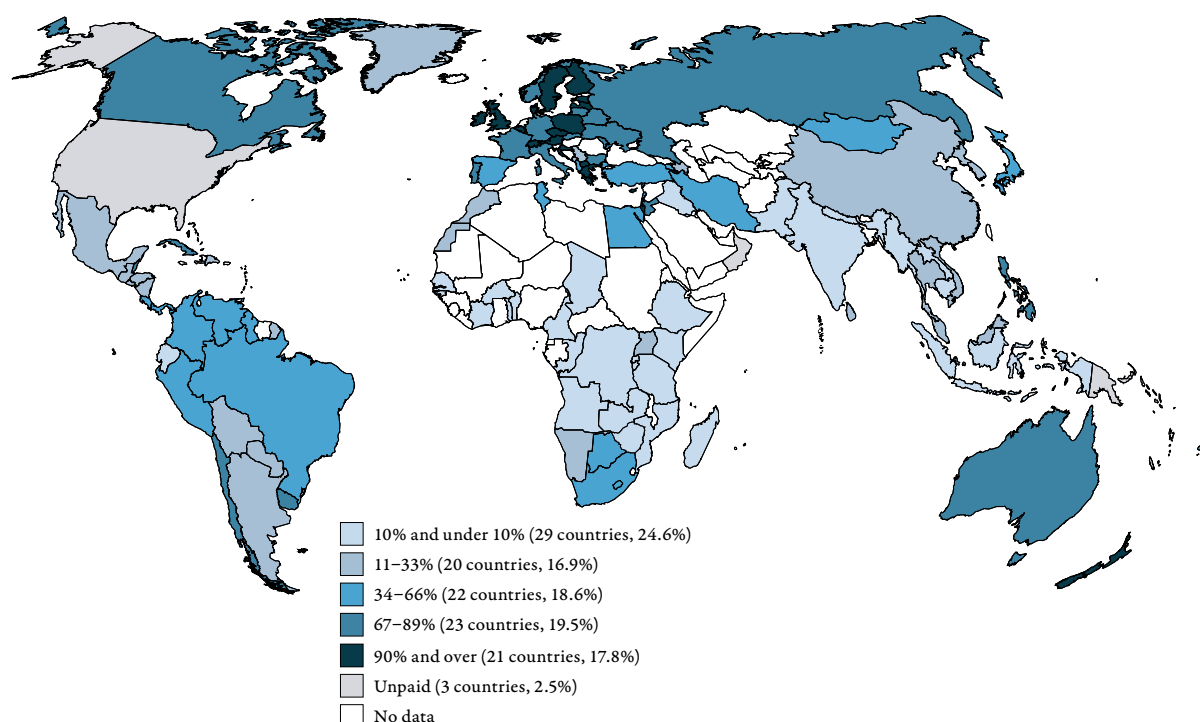 10% and under 10% (29 countries, 24.6%)
11–33% (20 countries, 16.9%)
34–66% (22 countries, 18.6%)
67–89% (23 countries, 19.5%)
90% and over (21 countries, 17.8%)
Unpaid (3 countries, 2.5%)
No data